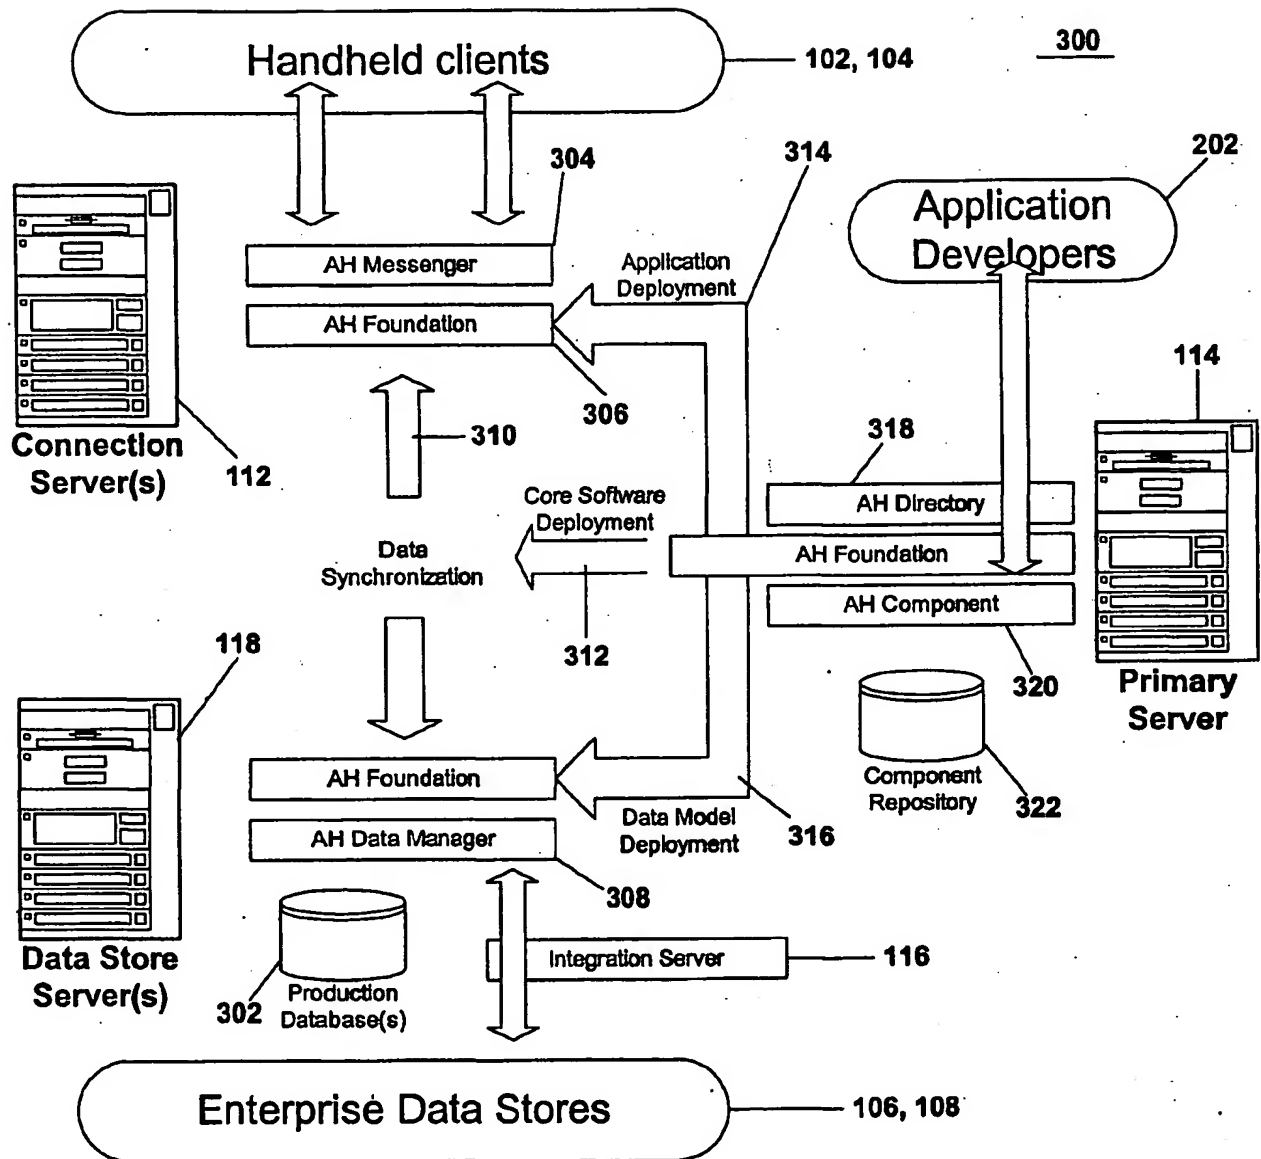 Handheld clients
102, 104
300
304
314
202
Application
Developers
AH Messenger
Application
Deployment
AH Foundation
306
114
Connection
Server(s)
112
310
318
Core Software
Deployment
AH Directory
Data
Synchronization
AH Foundation
312
AH Component
118
320
Primary
Server
AH Foundation
Component
Repository
322
AH Data Manager
Data Model
Deployment
316
308
Data Store
Server(s)
Integration Server
116
302
Production
Database(s)
Enterprise Data Stores
106, 108